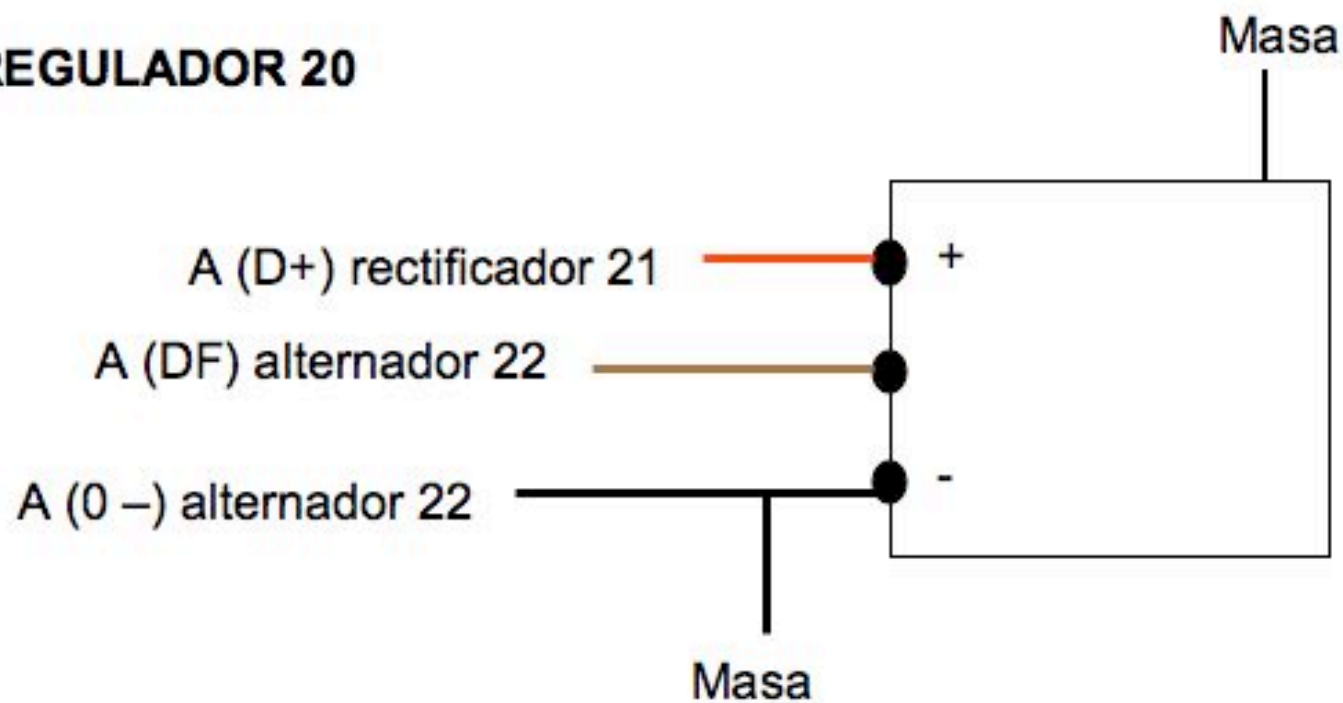 Masa
REGULADOR 20
A (D+) rectificador 21
+
A (DF) alternador 22
A (0 –) alternador 22
-
Masa